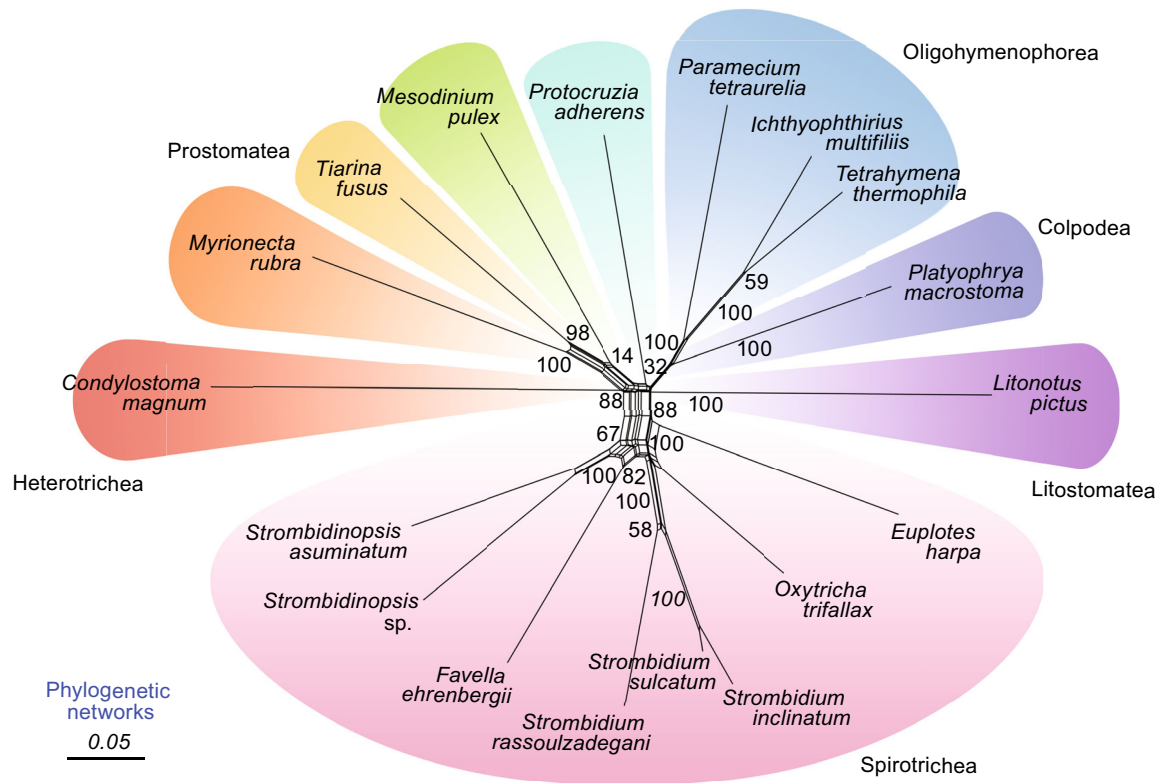 Oligohymenophorea
Paramecium
tetraurelia
Mesodinium
pulex
Protocruzia
adherens
Ichthyophthirius
multifiliis
Prostomatea
Tiarina
fusus
Tetrahymena
thermophila
Colpodea
Myrionecta
rubra
Platyophrya
macrostoma
59
100
98
14
100
100
100
32
Condylostoma
magnum
88
88
100
Litonotus
pictus
67
100
Heterotrichea
100
82
Litostomatea
100
58
Strombidinopsis
asuminatum
Euplotes
harpa
Strombidinopsis
sp.
100
Oxytricha
trifallax
Favella
ehrenbergii
Strombidium
sulcatum
Strombidium
inclinatum
Strombidium
rassoulzadegani
Phylogenetic
networks
0.05
Spirotrichea